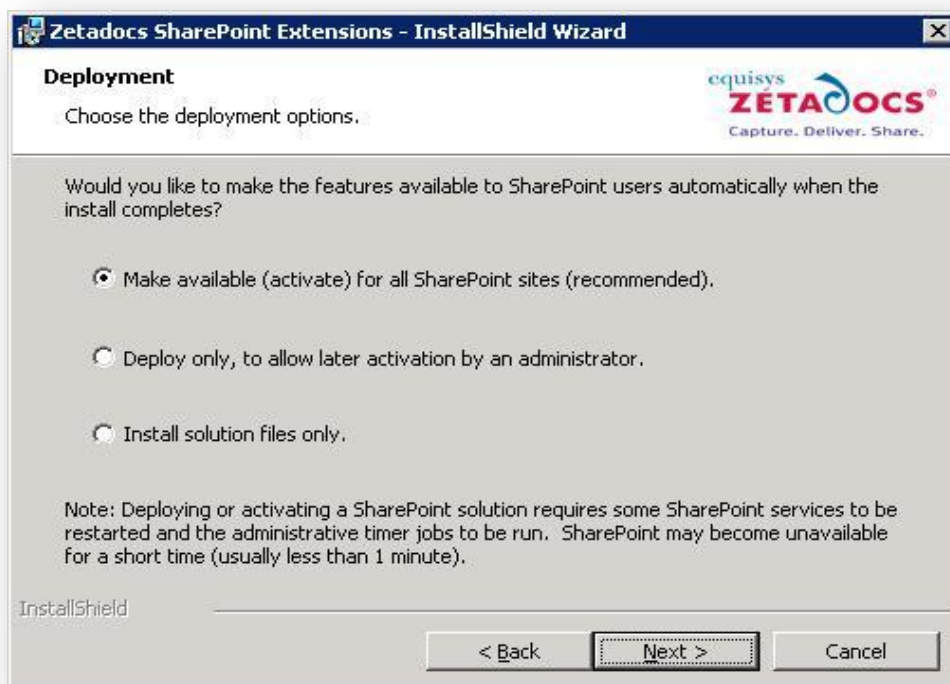 Zetadocs SharePoint Extensions - InstallShield Wizard
Deployment
Choose the deployment options.
equisys
ZÉTADOCS®
Capture. Deliver. Share.
Would you like to make the features available to SharePoint users automatically when the
install completes?
Make available (activate) for all SharePoint sites (recommended).
Deploy only, to allow later activation by an administrator.
Install solution files only.
Note: Deploying or activating a SharePoint solution requires some SharePoint services to be
restarted and the administrative timer jobs to be run.  SharePoint may become unavailable
for a short time (usually less than 1 minute).
InstallShield
< Back
Next >
Cancel